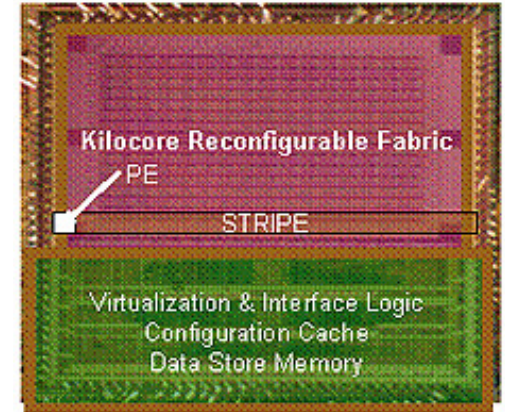 Kilocore Reconfigurable Fabric
PE
STRIPE
Virtualization & Interface Logic
Configuration Cache
Data Store Memory